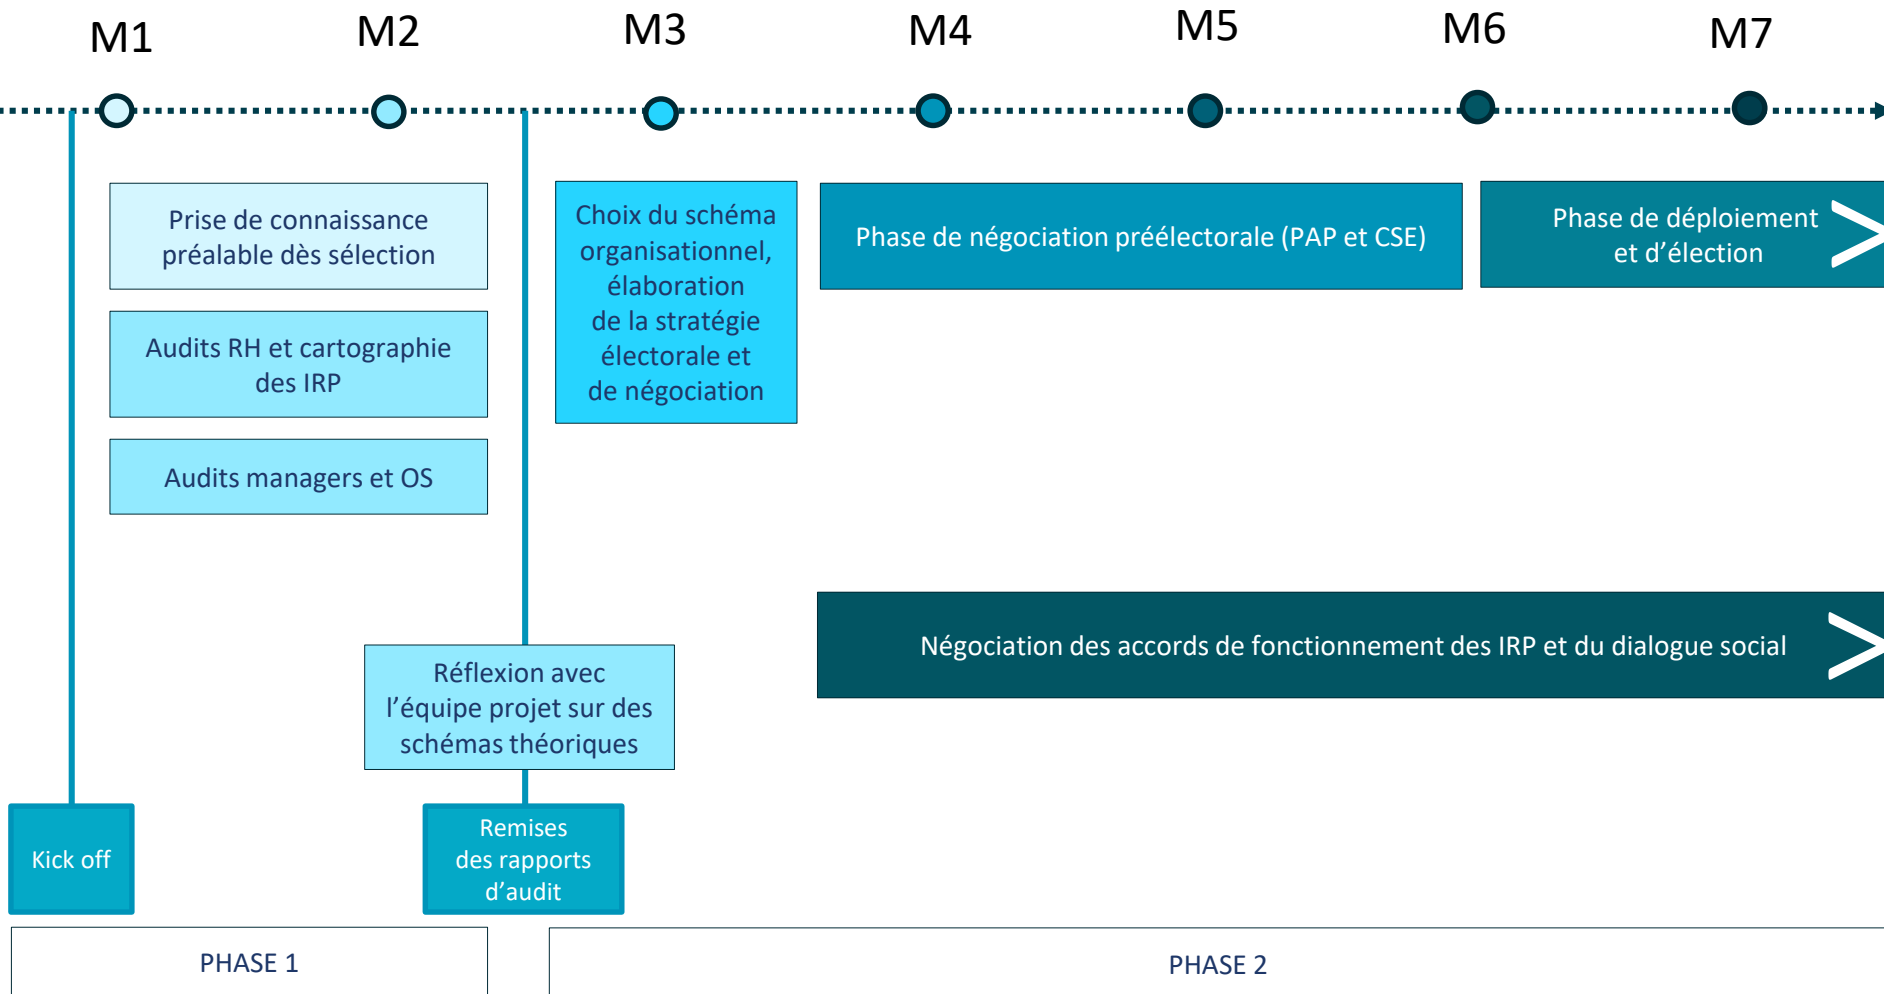 M1
M2
M3
M4
M5
M6
M7
Prise de connaissance
préalable dès sélection
Audits RH et cartographie
des IRP
Audits managers et OS
Choix du schéma
organisationnel,
élaboration
de la stratégie
électorale et
de négociation
Phase de négociation préélectorale (PAP et CSE)
Phase de déploiement
et d’élection
Réflexion avec
l’équipe projet sur des
schémas théoriques
Négociation des accords de fonctionnement des IRP et du dialogue social
Kick off
Remises
des rapports
d’audit
PHASE 1
PHASE 2